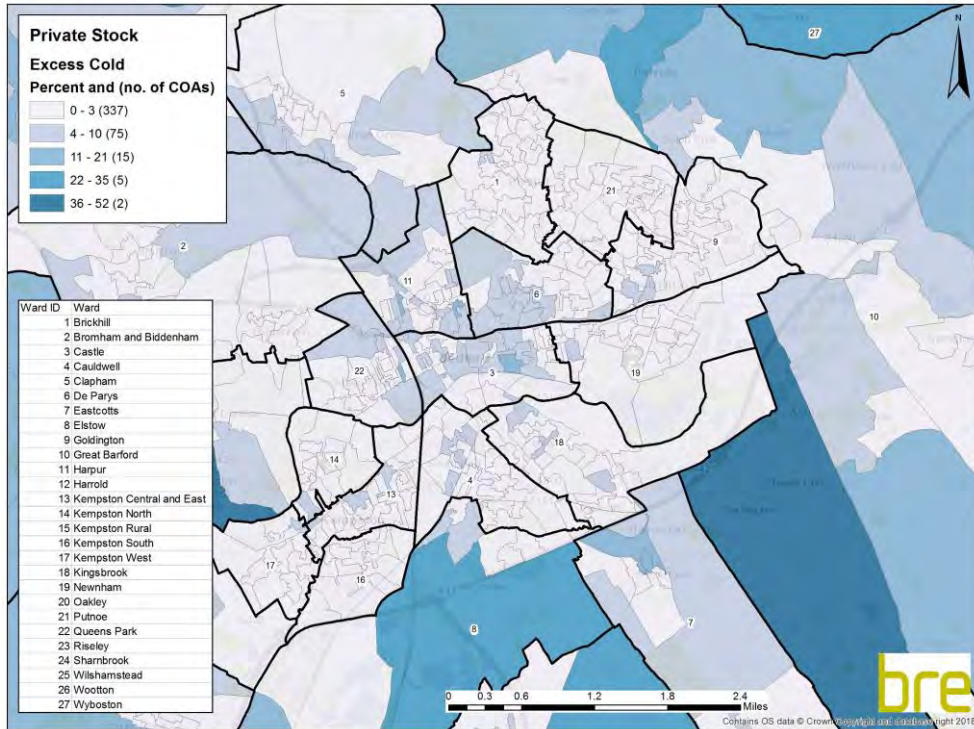 Private Stock
Excess Cold
Percent and (no. of COAs)
0 - 3 (337)
4 - 10 (75)
11 - 21 (15)
22 - 35 (5)
36 - 52 (2)
N
27
5
1
21
9
2
11
6
10
22
3
19
18
14
4
13
17
16
7
8
Ward ID Ward
1 Brickhill
2 Bromham and Biddenham
3 Castle
4 Cauldwell
5 Clapham
6 De Parys
7 Eastcotts
8 Elstow
9 Goldington
10 Great Barford
11 Harpur
12 Harrold
13 Kempston Central and East
14 Kempston North
15 Kempston Rural
16 Kempston South
17 Kempston West
18 Kingsbrook
19 Newnham
20 Oakley
21 Putnoe
22 Queens Park
23 Riseley
24 Sharnbrook
25 Wilshamstead
26 Wootton
27 Wyboston
0 0.3 0.6 1.2 1.8 2.4
Miles
bre
Contains OS data © Crown Copyright and database right 2018